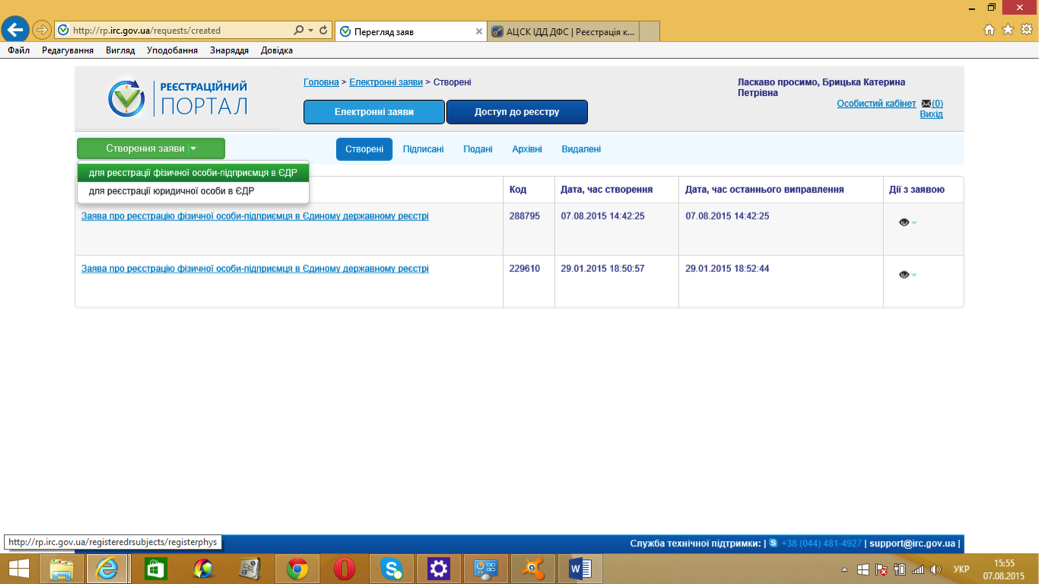 http://rp.irc.gov.ua/requests/created
Перегляд заяв
АЦСК ІДД ДФС | Реєстрація к...
Файл Редагування Вигляд Уподобання Знаряддя Довідка
РЕЄСТРАЦІЙНИЙ
ПОРТАЛ
Головна > Електронні заяви > Створені
Ласкаво просимо, Брицька Катерина
Петрівна
Особистий кабінет (0)
Вихід
Електронні заяви
Доступ до реєстру
Створення заяви
Створені Підписані Подані Архівні Видалені
для реєстрації фізичної особи-підприємця в ЄДР
для реєстрації юридичної особи в ЄДР
Код Дата, час створення Дата, час останнього виправлення Дії з заявою
Заява про реєстрацію фізичної особи-підприємця в Єдиному державному реєстрі 288795 07.08.2015 14:42:25 07.08.2015 14:42:25
Заява про реєстрацію фізичної особи-підприємця в Єдиному державному реєстрі 229610 29.01.2015 18:50:57 29.01.2015 18:52:44
http://rp.irc.gov.ua/registeredrsubjects/registerphys
Служба технічної підтримки: | +38 (044) 481-4927 | support@irc.gov.ua |
УКР
15:55
07.08.2015